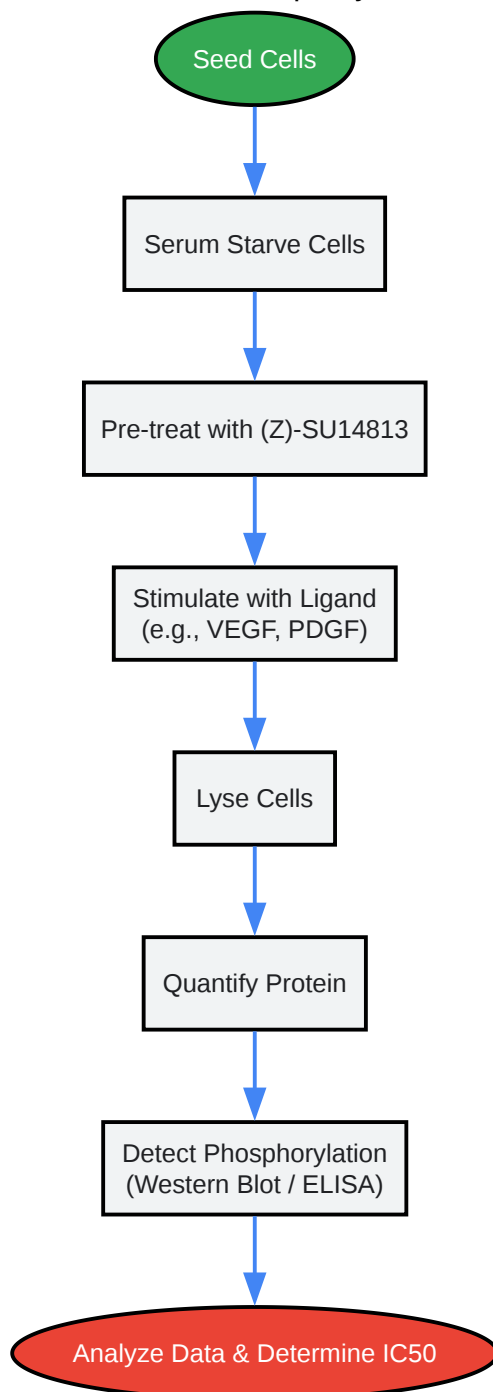 Seed Cells
Serum Starve Cells
Pre-treat with (Z)-SU14813
Stimulate with Ligand
(e.g., VEGF, PDGF)
Lyse Cells
Quantify Protein
Detect Phosphorylation
(Western Blot / ELISA)
Analyze Data & Determine IC50